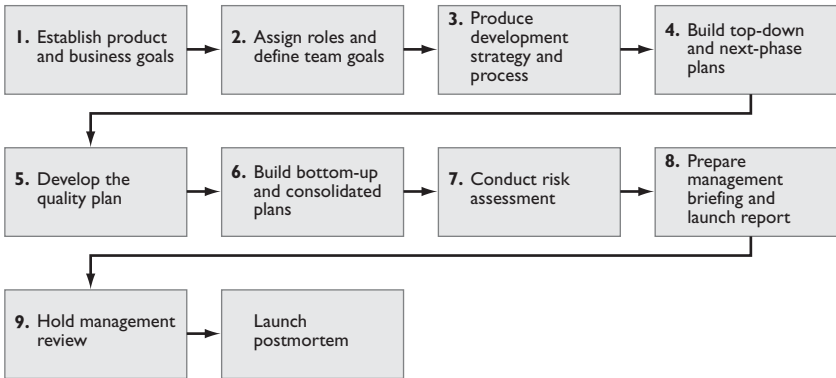 1. Establish product
and business goals
2. Assign roles and
define team goals
3. Produce
development
strategy and
process
4. Build top-down
and next-phase
plans
5. Develop the
quality plan
6. Build bottom-up
and consolidated
plans
7. Conduct risk
assessment
8. Prepare
management
briefing and
launch report
9. Hold management
review
Launch
postmortem